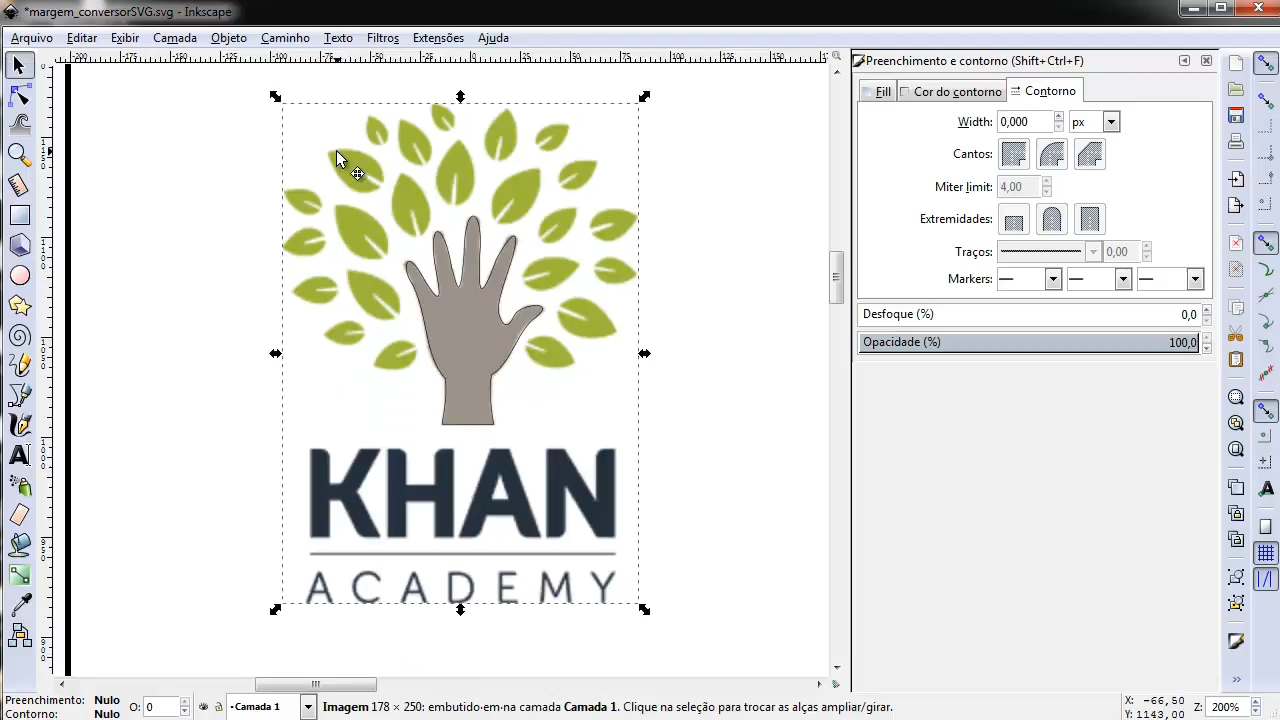 *margem_conversorSVG.svg - Inkscape
Arquivo Editar Exibir Camada Objeto Caminho Texto Filtros Extensões Ajuda
Preenchimento e contorno (Shift+Ctrl+F)
Fill Cor do contorno Contorno
Width: 0,000 px
Cantos:
Miter limit: 4,00
Extremidades:
Traços: 0,00
Markers:
Desfoque (%) 0,0
Opacidade (%) 100,0
KHAN
ACADEMY
Preenchimento: Nulo
Contorno: Nulo
O: 0
•Camada 1
Imagem 178 × 250: embutido em na camada Camada 1. Clique na seleção para trocar as alças ampliar/girar.
X: -66,50
Y: 1143,00
Z: 200%